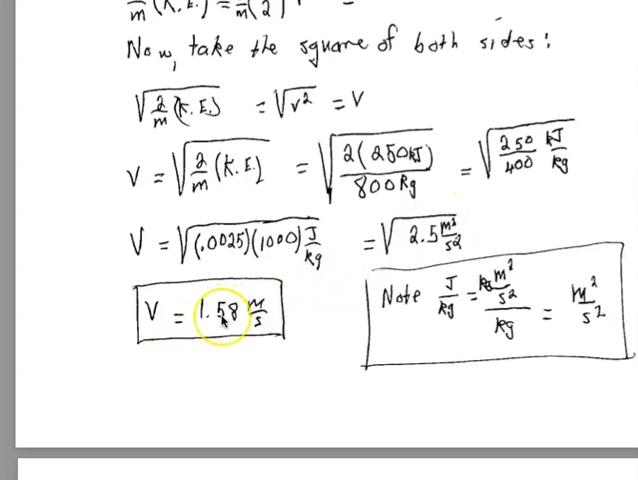 m (K.E.) = m ( 2 )
Now, take the square of both sides:
√(2/m (K.E.)) = √v² = V
V = √(2/m (K.E.)) = √(2(250kJ)/800kg) = √(250/400 kJ/kg)
V = √((.0025)(1000) J/kg) = √(2.5 m²/s²)
V = 1.58 m/s
Note J/kg = (kg m²/s²)/kg = m²/s²